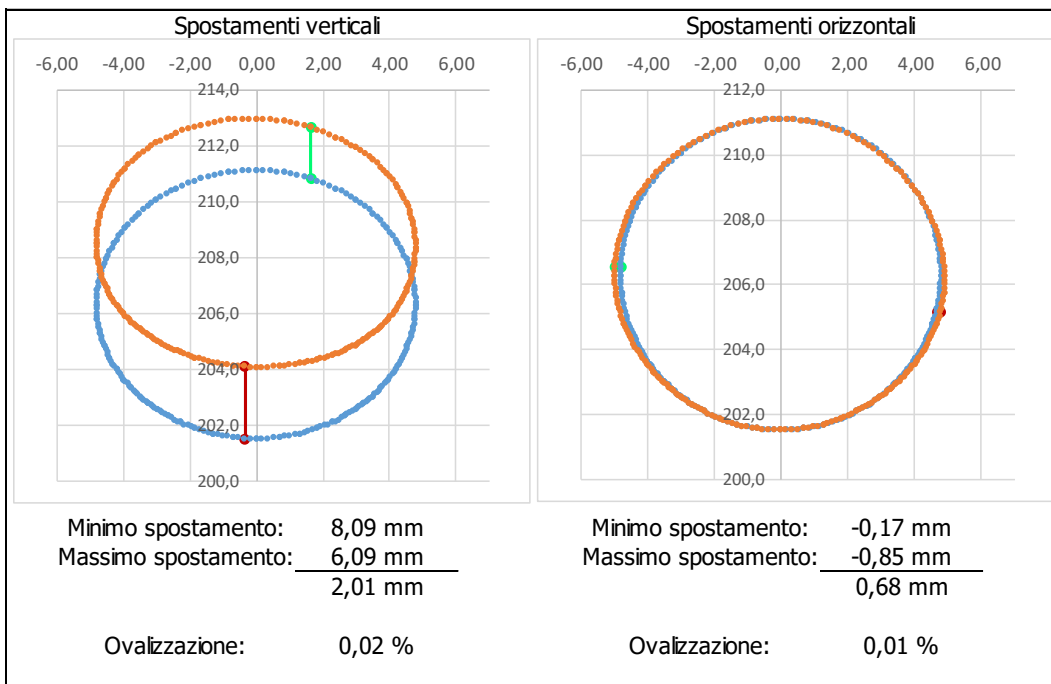 Spostamenti verticali
-6,00 -4,00 -2,00 0,00 2,00 4,00 6,00
214,0
212,0
210,0
208,0
206,0
204,0
202,0
200,0
Minimo spostamento: 8,09 mm
Massimo spostamento: 6,09 mm
2,01 mm
Ovalizzazione: 0,02 %
Spostamenti orizzontali
-6,00 -4,00 -2,00 0,00 2,00 4,00 6,00
212,0
210,0
208,0
206,0
204,0
202,0
200,0
Minimo spostamento: -0,17 mm
Massimo spostamento: -0,85 mm
0,68 mm
Ovalizzazione: 0,01 %